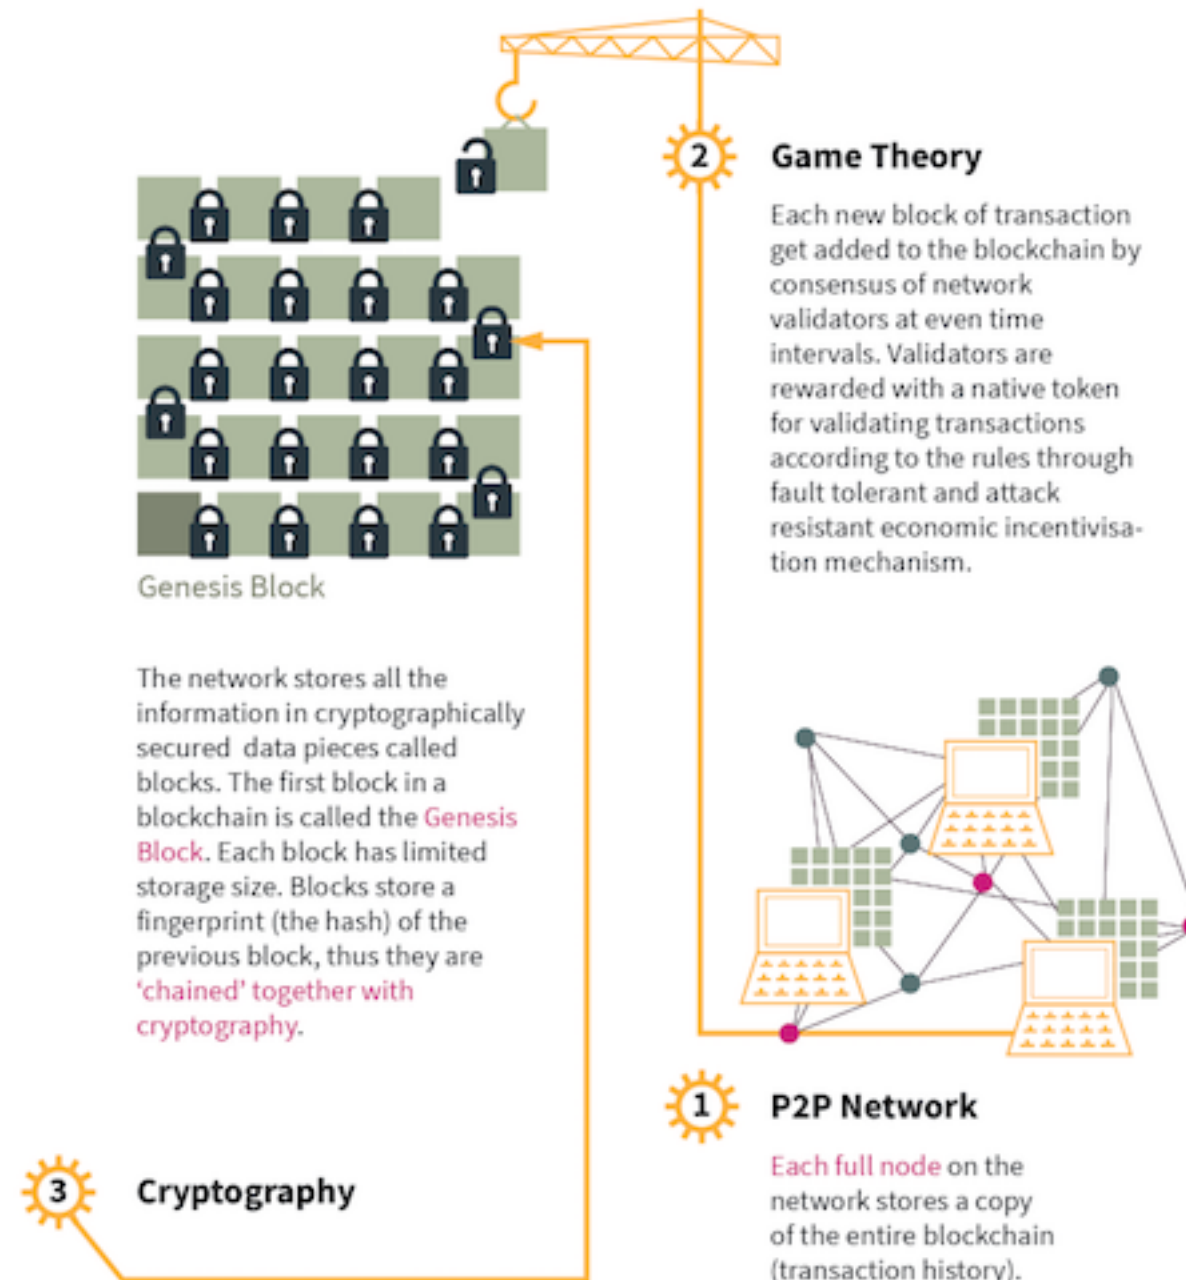 2
Game Theory
Each new block of transaction
get added to the blockchain by
consensus of network
validators at even time
intervals. Validators are
rewarded with a native token
for validating transactions
according to the rules through
fault tolerant and attack
resistant economic incentivisa-
tion mechanism.
Genesis Block
The network stores all the
information in cryptographically
secured data pieces called
blocks. The first block in a
blockchain is called the Genesis
Block. Each block has limited
storage size. Blocks store a
fingerprint (the hash) of the
previous block, thus they are
‘chained’ together with
cryptography.
1
P2P Network
Each full node on the
network stores a copy
of the entire blockchain
(transaction history).
3
Cryptography